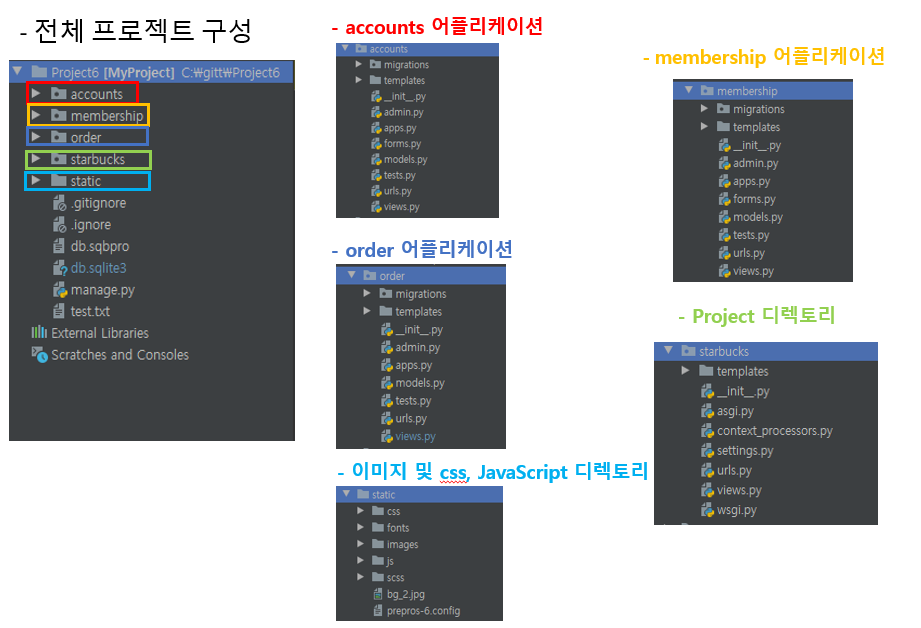 - 전체 프로젝트 구성
Project6 [MyProject] C:₩gitt₩Project6
accounts
membership
order
starbucks
static
.gitignore
.ignore
db.sqbpro
db.sqlite3
manage.py
test.txt
External Libraries
Scratches and Consoles
- accounts 어플리케이션
accounts
migrations
templates
__init__.py
admin.py
apps.py
forms.py
models.py
tests.py
urls.py
views.py
- order 어플리케이션
order
migrations
templates
__init__.py
admin.py
apps.py
models.py
tests.py
urls.py
views.py
- 이미지 및 css, JavaScript 디렉토리
static
css
fonts
images
js
scss
bg_2.jpg
prepros-6.config
- membership 어플리케이션
membership
migrations
templates
__init__.py
admin.py
apps.py
forms.py
models.py
tests.py
urls.py
views.py
- Project 디렉토리
starbucks
templates
__init__.py
asgi.py
context_processors.py
settings.py
urls.py
views.py
wsgi.py